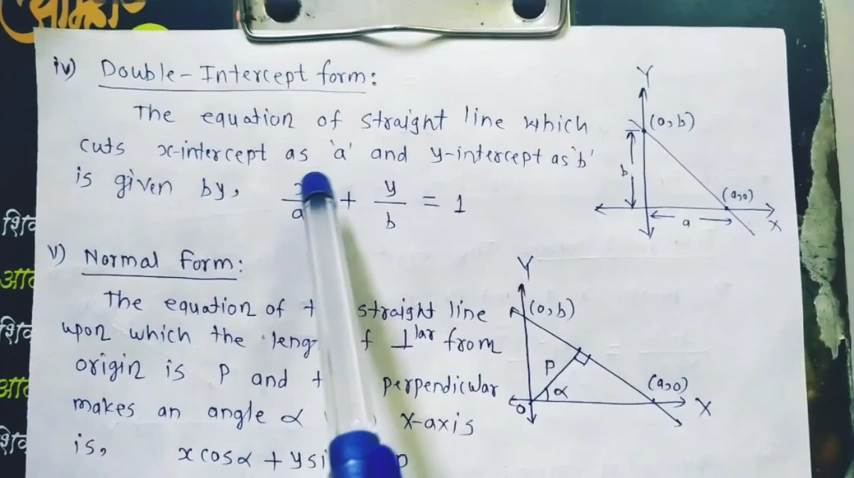 iv) Double-Intercept form:
The equation of straight line which
cuts x-intercept as 'a' and y-intercept as 'b'
is given by,
a + y/b = 1
Y
(0,b)
b
(a,0)
a
X
v) Normal form:
The equation of straight line
upon which the f ⊥lar from
origin is P and perpendicular
makes an angle α X-axis
is, x cosα + y
Y
(0,b)
P
α
(a,0)
O
X